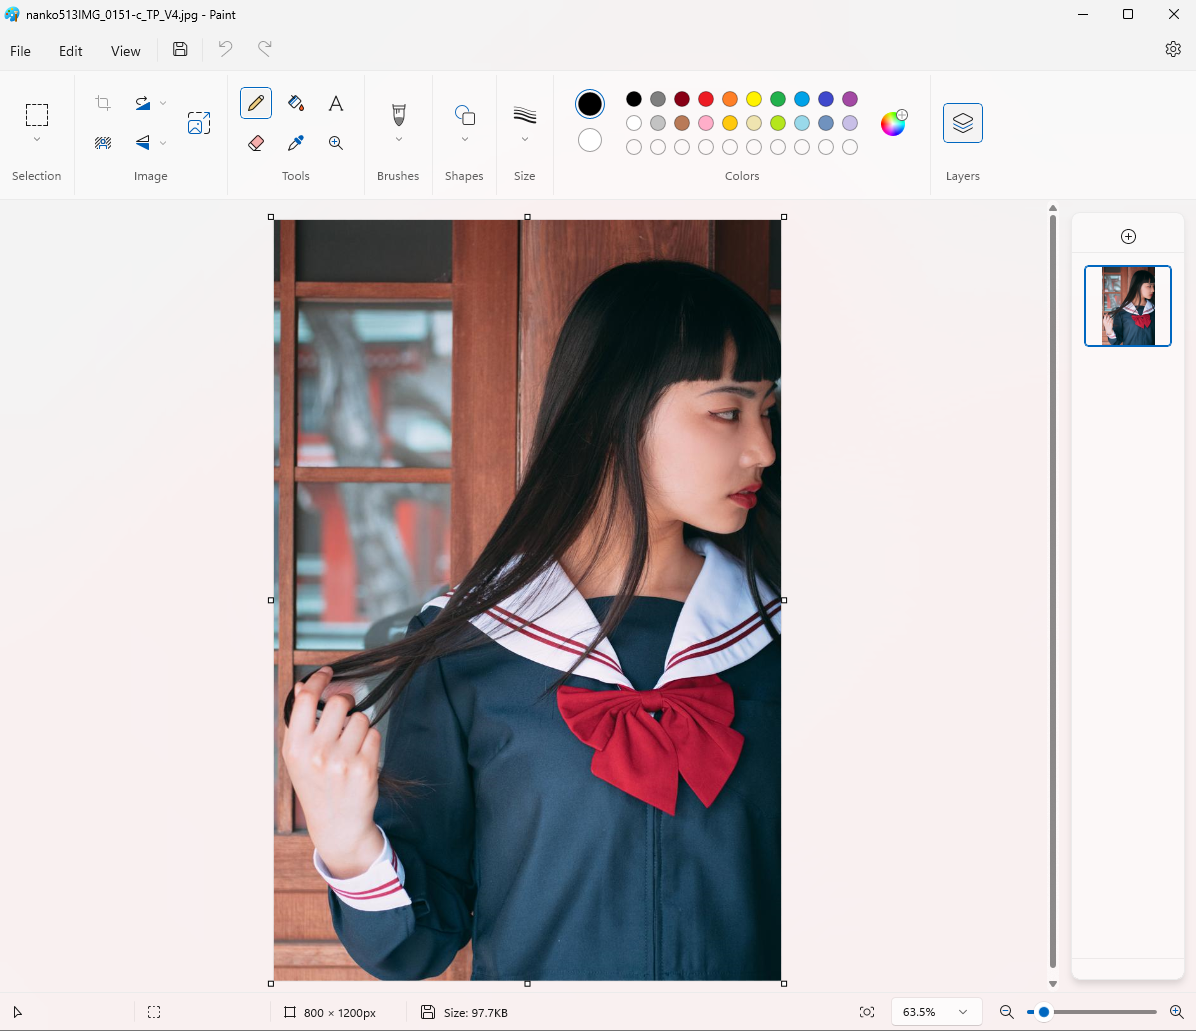 nanko513IMG_0151-c_TP_V4.jpg - Paint
File Edit View
A
Selection Image Tools Brushes Shapes Size Colors Layers
800 × 1200px Size: 97.7KB 63.5%